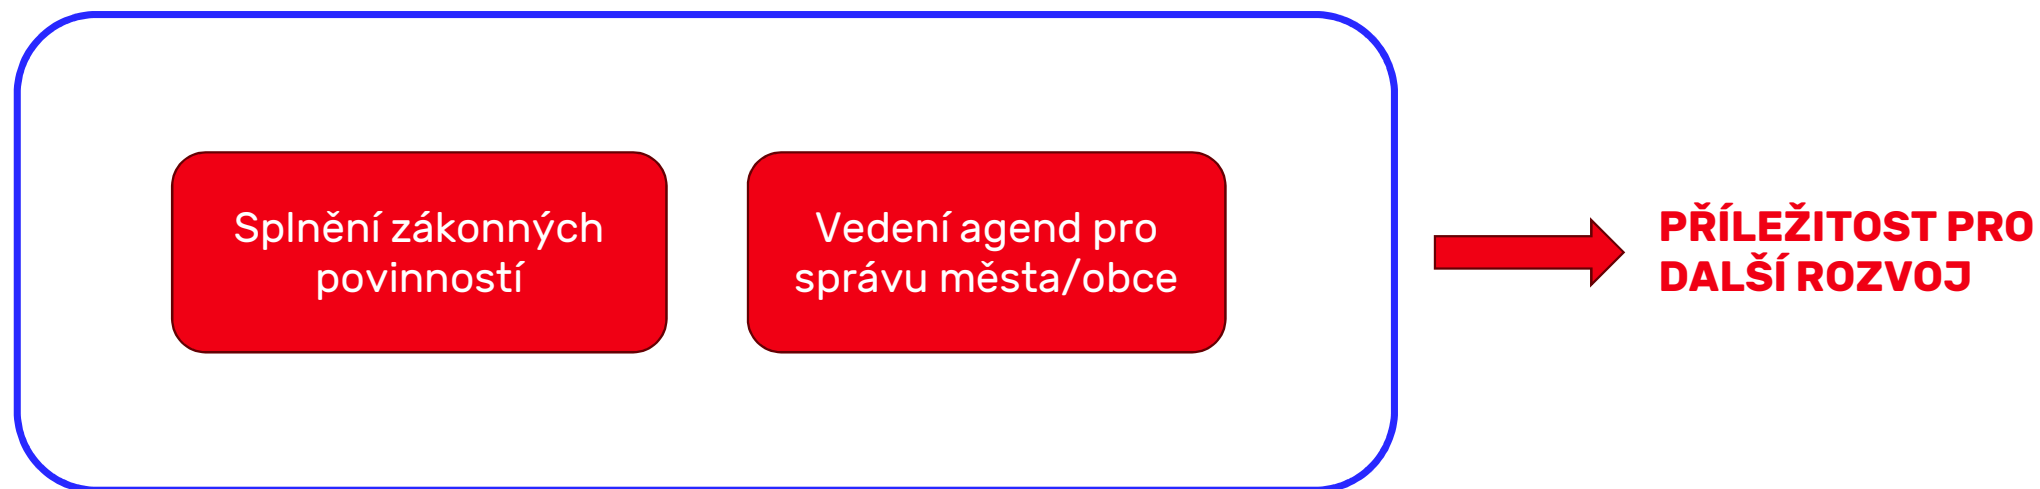 Splnění zákonných
povinností
Vedení agend pro
správu města/obce
PŘÍLEŽITOST PRO
DALŠÍ ROZVOJ